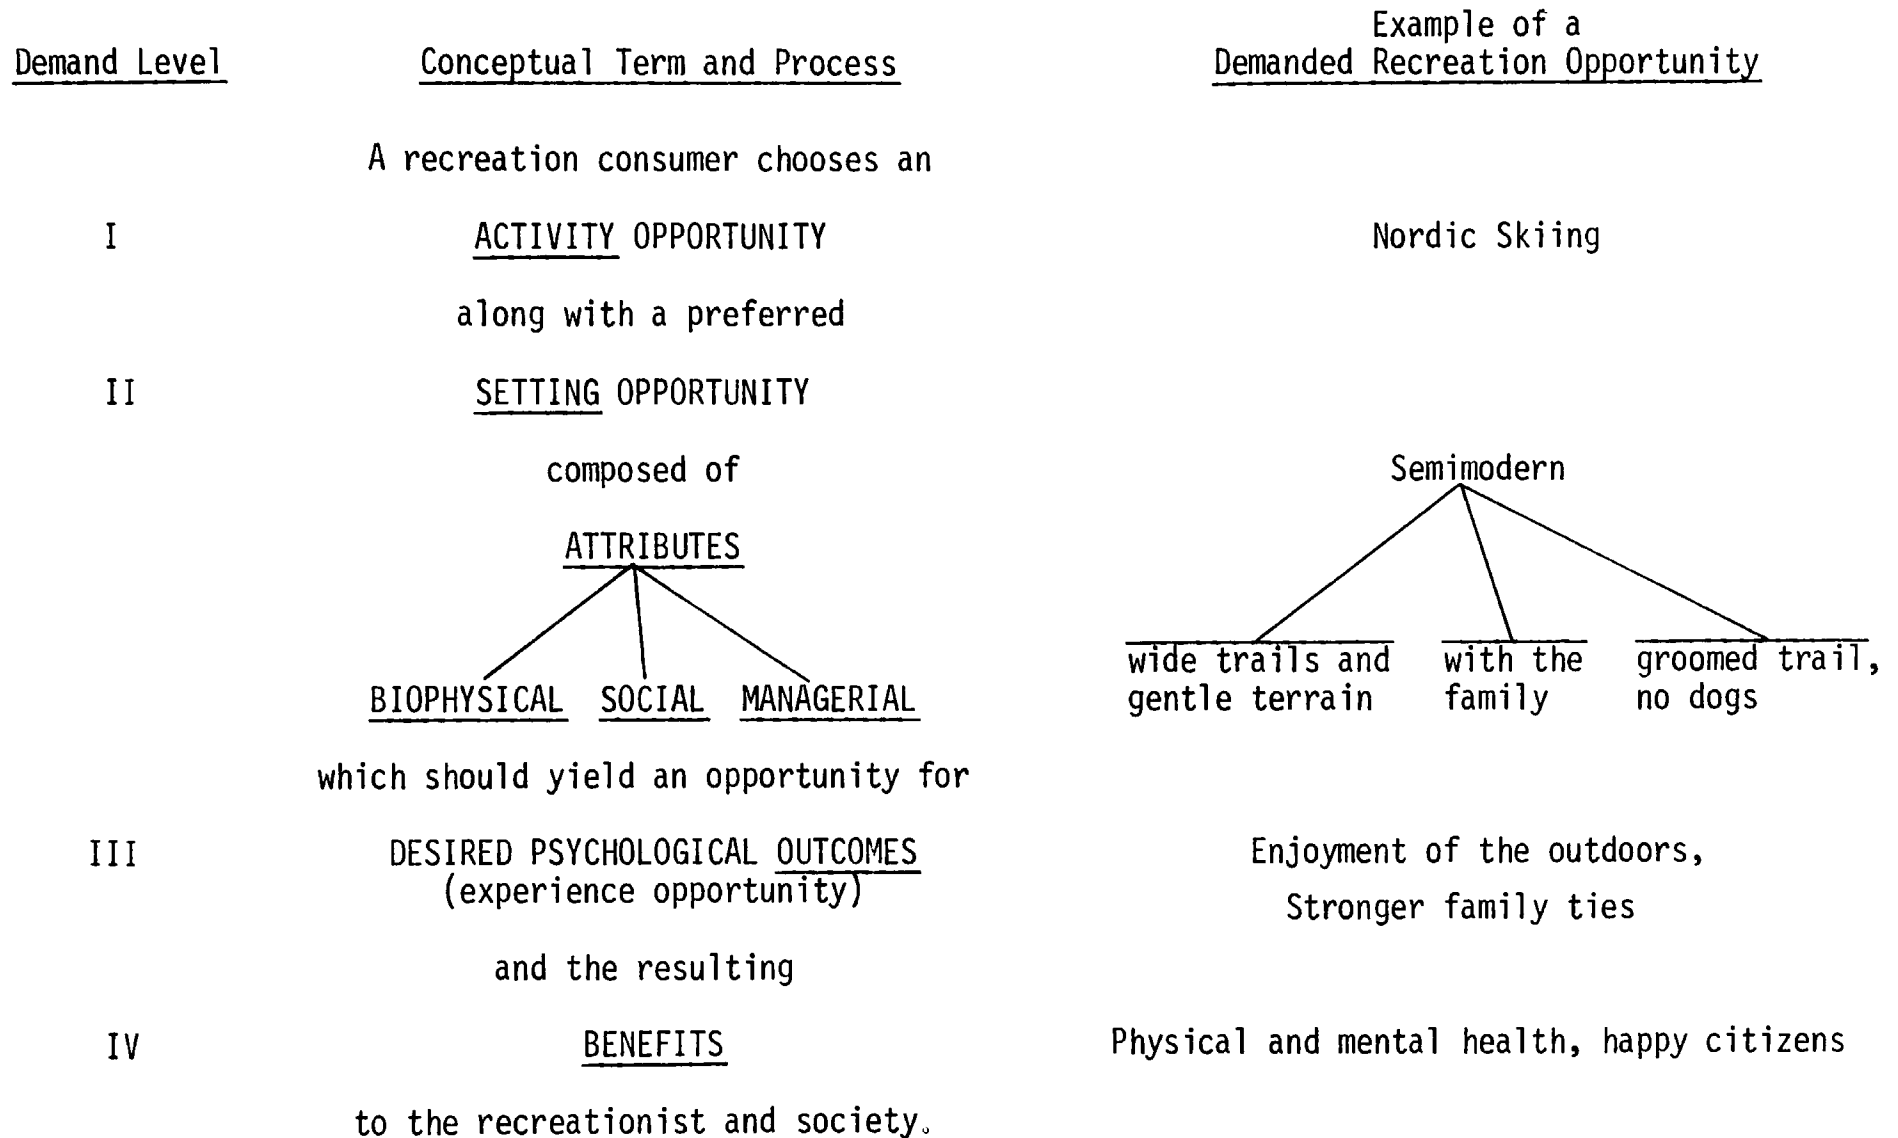 Example of a
Demand Level Conceptual Term and Process Demanded Recreation Opportunity
A recreation consumer chooses an
I ACTIVITY OPPORTUNITY Nordic Skiing
along with a preferred
II SETTING OPPORTUNITY
composed of Semimodern
ATTRIBUTES
wide trails and with the groomed trail,
gentle terrain family no dogs
BIOPHYSICAL SOCIAL MANAGERIAL
which should yield an opportunity for
III DESIRED PSYCHOLOGICAL OUTCOMES Enjoyment of the outdoors,
(experience opportunity) Stronger family ties
and the resulting
IV BENEFITS Physical and mental health, happy citizens
to the recreationist and society.